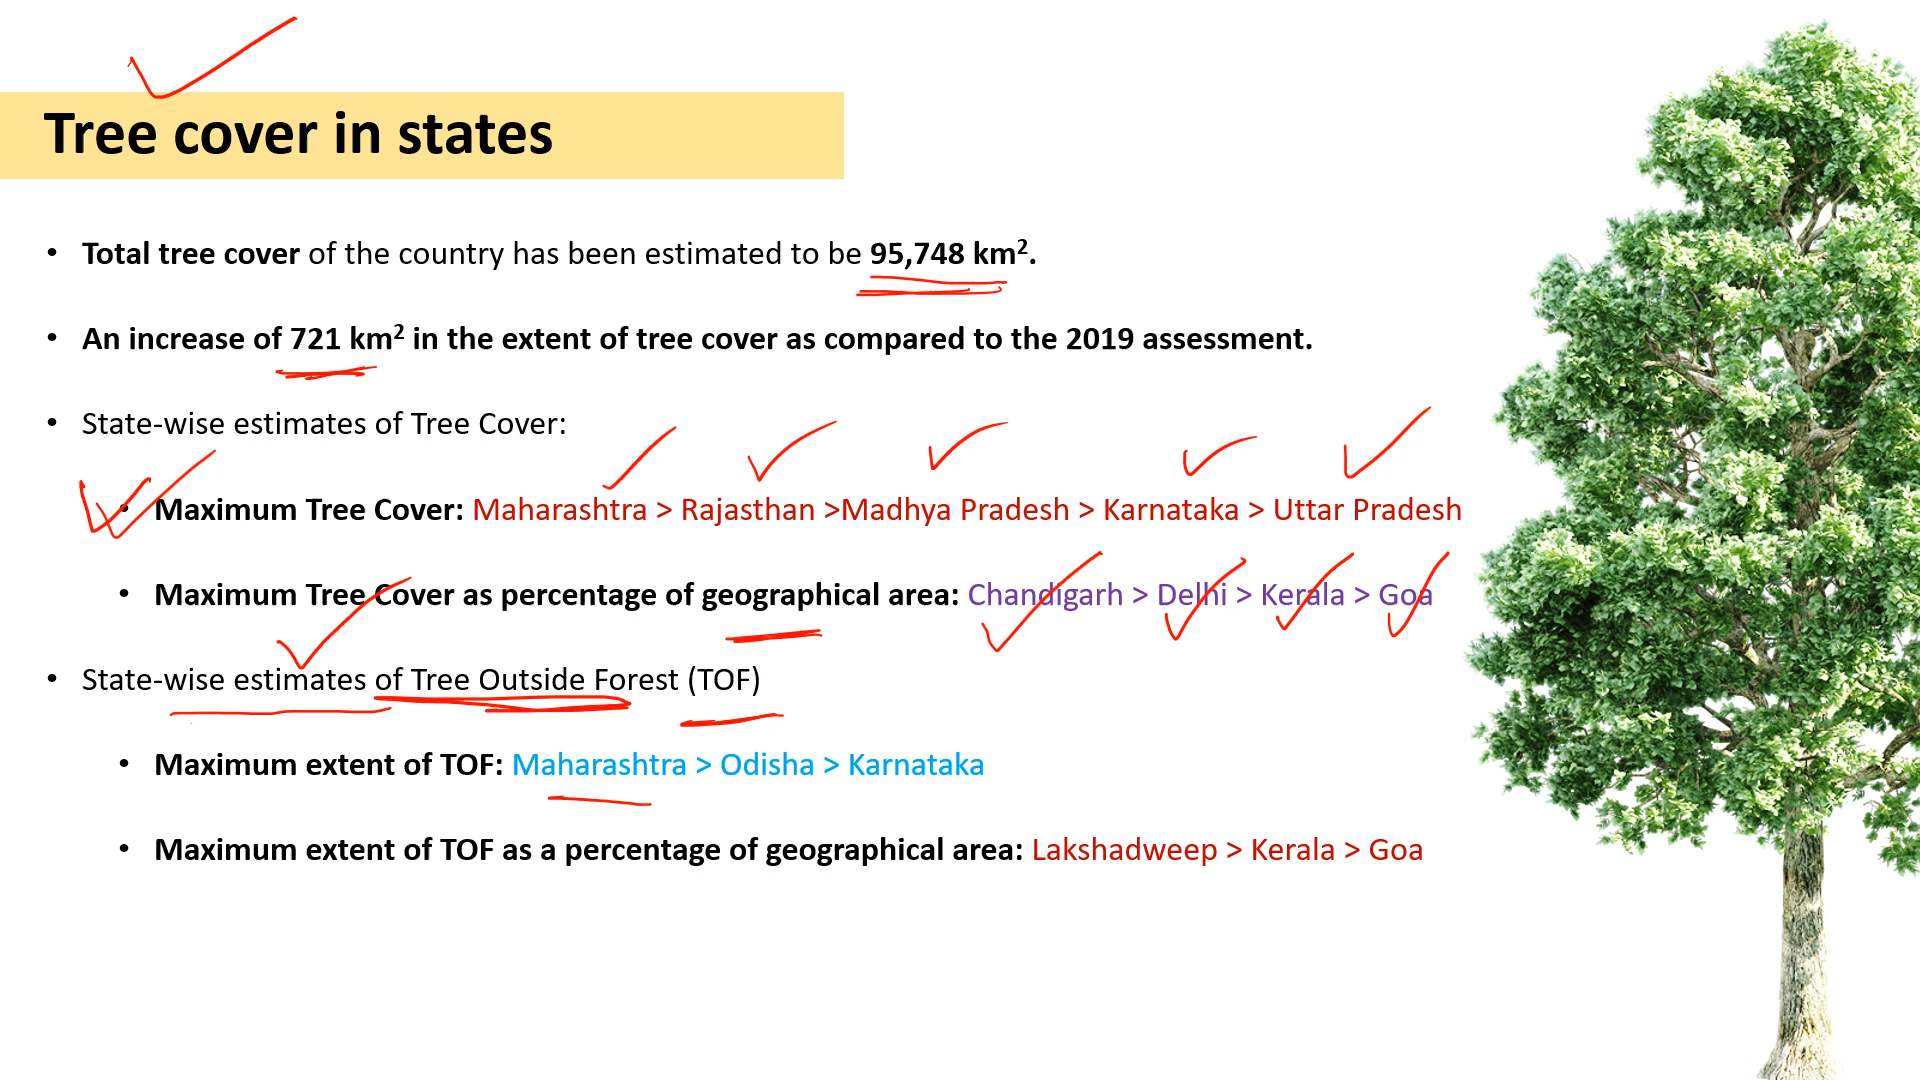 Tree cover in states
• Total tree cover of the country has been estimated to be 95,748 km².
• An increase of 721 km² in the extent of tree cover as compared to the 2019 assessment.
• State-wise estimates of Tree Cover:
• Maximum Tree Cover: Maharashtra > Rajasthan >Madhya Pradesh > Karnataka > Uttar Pradesh
• Maximum Tree Cover as percentage of geographical area: Chandigarh > Delhi > Kerala > Goa
• State-wise estimates of Tree Outside Forest (TOF)
• Maximum extent of TOF: Maharashtra > Odisha > Karnataka
• Maximum extent of TOF as a percentage of geographical area: Lakshadweep > Kerala > Goa